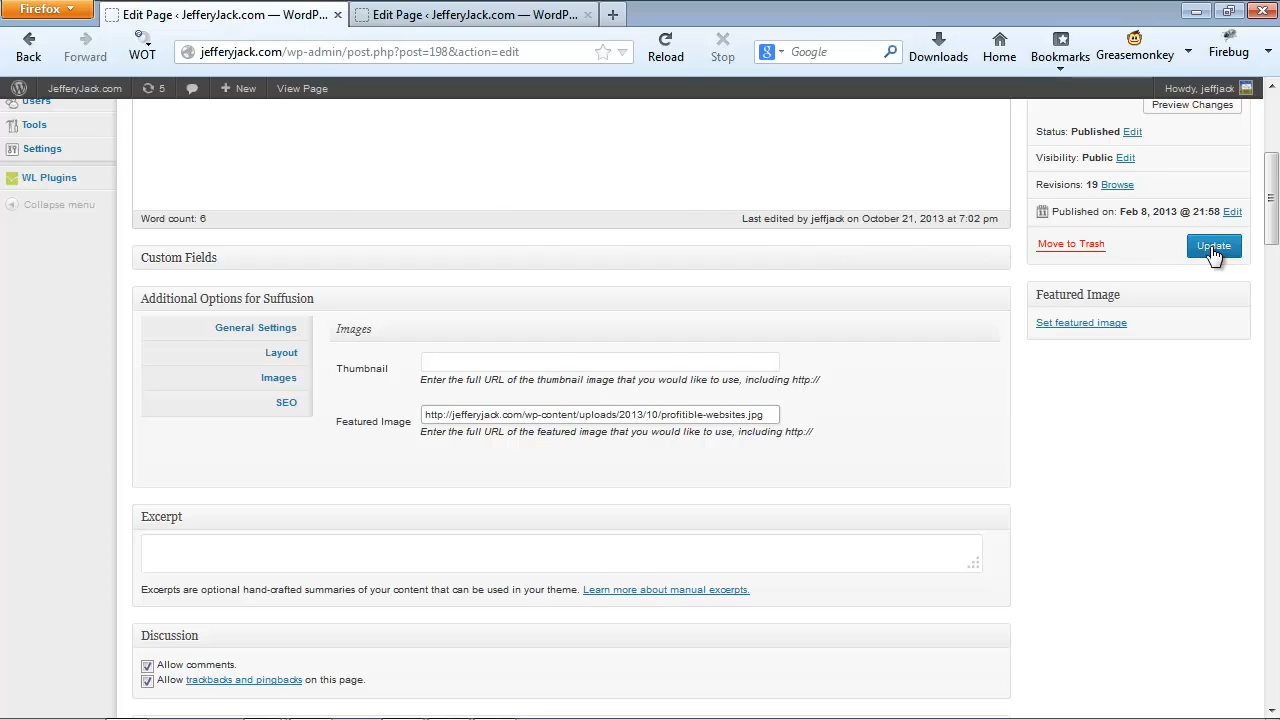 Firefox
Edit Page ‹ JefferyJack.com — WordP...
Edit Page ‹ JefferyJack.com — WordP...
Back
Forward
WOT
jefferyjack.com/wp-admin/post.php?post=198&action=edit
Reload
Stop
Google
Downloads
Home
Bookmarks
Greasemonkey
Firebug
JefferyJack.com
5
New
View Page
Howdy, jeffjack
Users
Tools
Settings
WL Plugins
Collapse menu
Word count: 6
Last edited by jeffjack on October 21, 2013 at 7:02 pm
Custom Fields
Additional Options for Suffusion
General Settings
Layout
Images
SEO
Images
Thumbnail
Enter the full URL of the thumbnail image that you would like to use, including http://
Featured Image
http://jefferyjack.com/wp-content/uploads/2013/10/profitible-websites.jpg
Enter the full URL of the featured image that you would like to use, including http://
Excerpt
Excerpts are optional hand-crafted summaries of your content that can be used in your theme. Learn more about manual excerpts.
Discussion
Allow comments.
Allow trackbacks and pingbacks on this page.
Preview Changes
Status: Published Edit
Visibility: Public Edit
Revisions: 19 Browse
Published on: Feb 8, 2013 @ 21:58 Edit
Move to Trash
Update
Featured Image
Set featured image